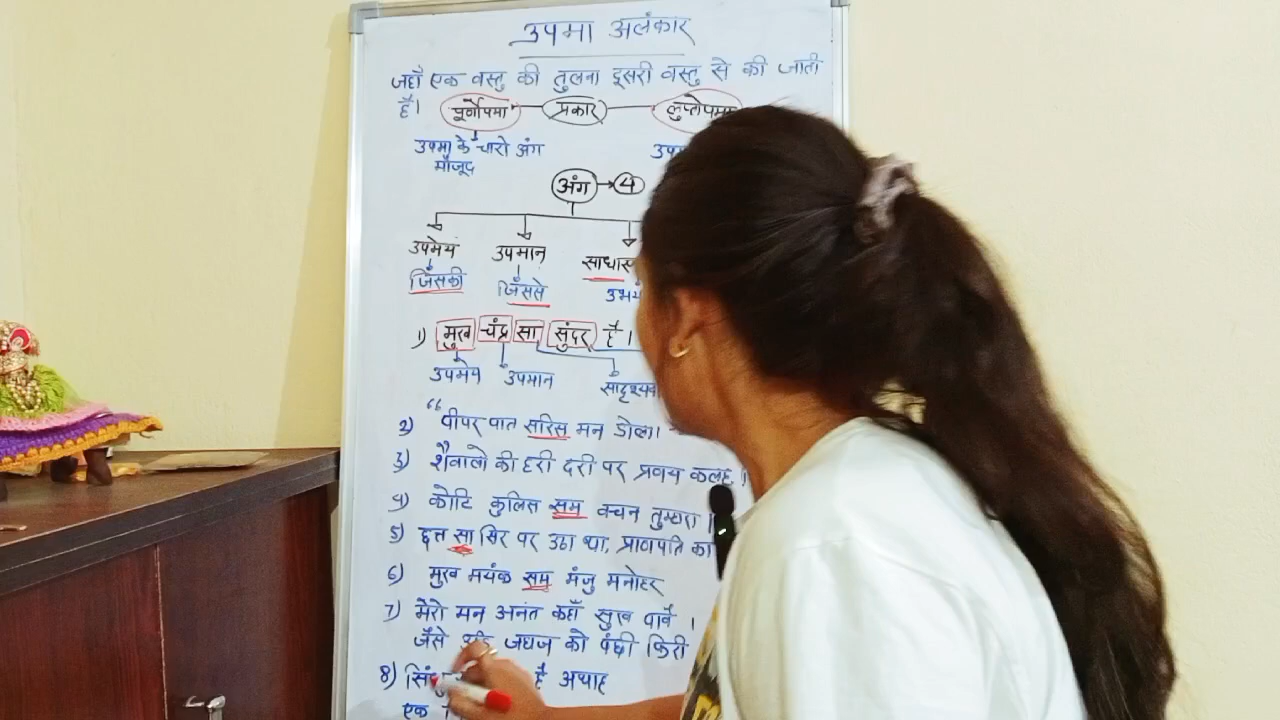 उपमा अलंकार
जहाँ एक वस्तु की तुलना दूसरी वस्तु से की जाती
है। पूर्णोपमा प्रकार लुप्तोपमा
उपमा के चारो अंग
मौजूद
अंग → 4
उपमेय उपमान
जिसकी जिससे
1) मुख चंद्र सा सुंदर है।
उपमेय उपमान
2) “पीपर पात सरिस मन डोला।
3) शैवालो की हरी दरी पर प्रणय कलह।
4) कोटि कुलिस सम वचन तुम्हारा।
5) छत्त सा सिर पर उठा था, प्राणपति का
6) मुख मयंक सम मंजु मनोहर
7) मेरो मन अनंत कहाँ सुख पावै।
जैसे जहाज को पंछी फिरी
8) है अथाह
एक